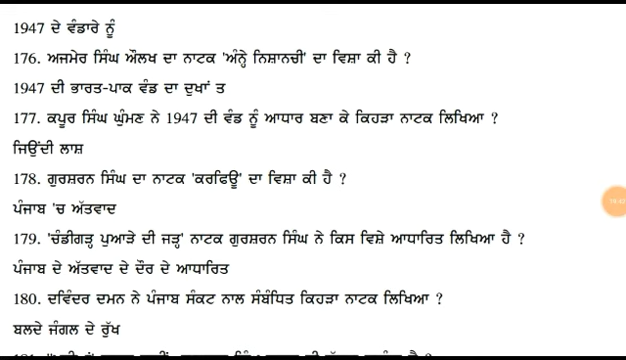 1947 ਦੇ ਵੰਡਾਰੇ ਨੂੰ
176. ਅਜਮੇਰ ਸਿੰਘ ਔਲਖ ਦਾ ਨਾਟਕ 'ਅੰਨ੍ਹੇ ਨਿਸ਼ਾਨਚੀ' ਦਾ ਵਿਸ਼ਾ ਕੀ ਹੈ ?
1947 ਦੀ ਭਾਰਤ-ਪਾਕ ਵੰਡ ਦਾ ਦੁਖਾਂ ਤ
177. ਕਪੂਰ ਸਿੰਘ ਘੁੰਮਣ ਨੇ 1947 ਦੀ ਵੰਡ ਨੂੰ ਆਧਾਰ ਬਣਾ ਕੇ ਕਿਹੜਾ ਨਾਟਕ ਲਿਖਿਆ ?
ਜਿਉਂਦੀ ਲਾਸ਼
178. ਗੁਰਸ਼ਰਨ ਸਿੰਘ ਦਾ ਨਾਟਕ 'ਕਰਫਿਊ' ਦਾ ਵਿਸ਼ਾ ਕੀ ਹੈ ?
ਪੰਜਾਬ 'ਚ ਅੱਤਵਾਦ
179. 'ਚੰਡੀਗੜ੍ਹ ਪੁਆੜੇ ਦੀ ਜੜ੍ਹ' ਨਾਟਕ ਗੁਰਸ਼ਰਨ ਸਿੰਘ ਨੇ ਕਿਸ ਵਿਸ਼ੇ ਆਧਾਰਿਤ ਲਿਖਿਆ ਹੈ ?
ਪੰਜਾਬ ਦੇ ਅੱਤਵਾਦ ਦੇ ਦੌਰ ਦੇ ਆਧਾਰਿਤ
180. ਦਵਿੰਦਰ ਦਮਨ ਨੇ ਪੰਜਾਬ ਸੰਕਟ ਨਾਲ ਸੰਬੰਧਿਤ ਕਿਹੜਾ ਨਾਟਕ ਲਿਖਿਆ ?
ਬਲਦੇ ਜੰਗਲ ਦੇ ਰੁੱਖ